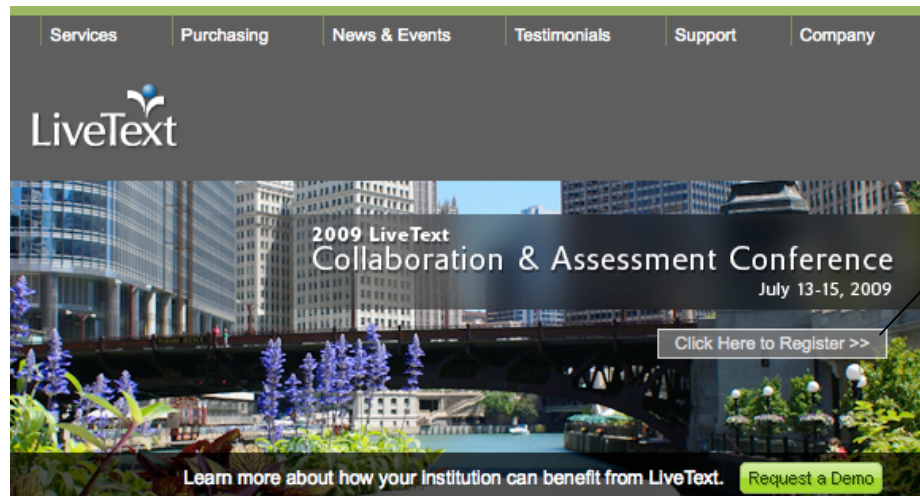 Services Purchasing News & Events Testimonials Support Company
LiveText
2009 LiveText
Collaboration & Assessment Conference
July 13-15, 2009
Click Here to Register >>
Learn more about how your institution can benefit from LiveText. Request a Demo